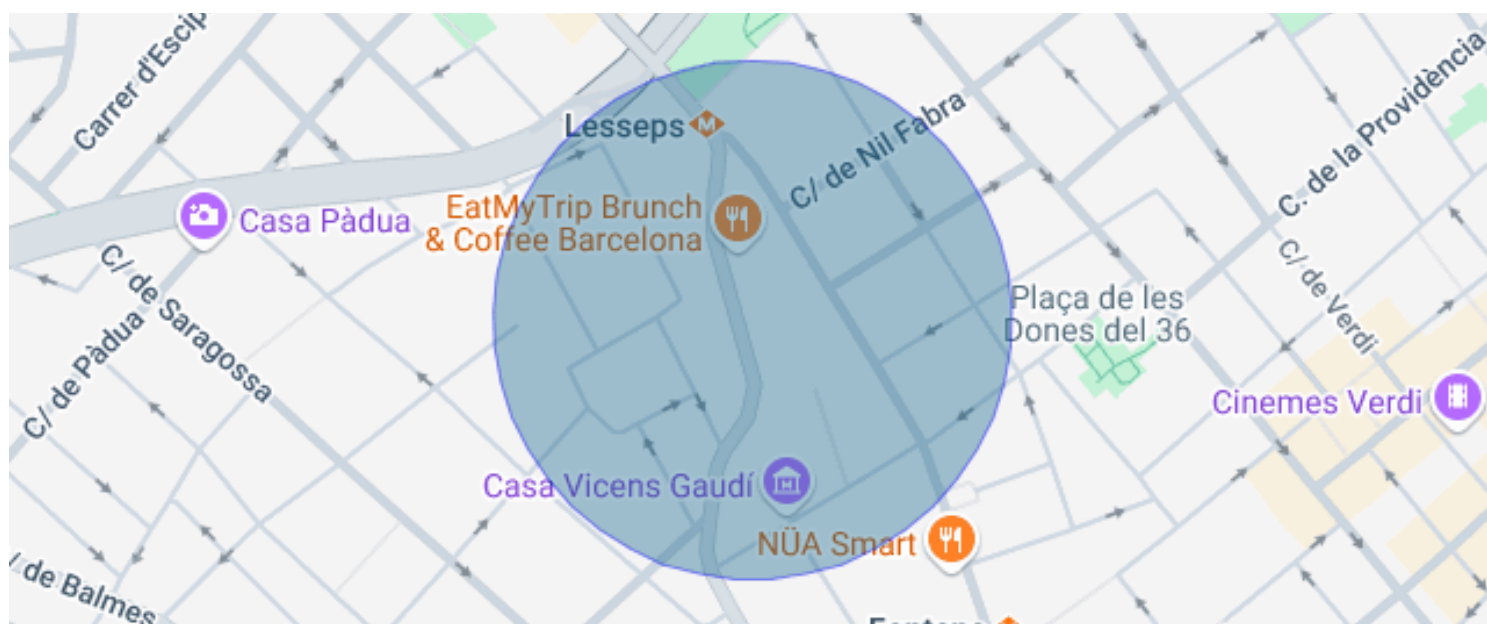 Carrer d'Escip
Lesseps
C/ de Nil Fabra
C. de la Providència
EatMyTrip Brunch
& Coffee Barcelona
Casa Pàdua
C/ de Saragossa
C/ de Pàdua
Plaça de les
Dones del 36
C/ de Verdi
Cinemes Verdi
Casa Vicens Gaudí
NÜA Smart
de Balmes